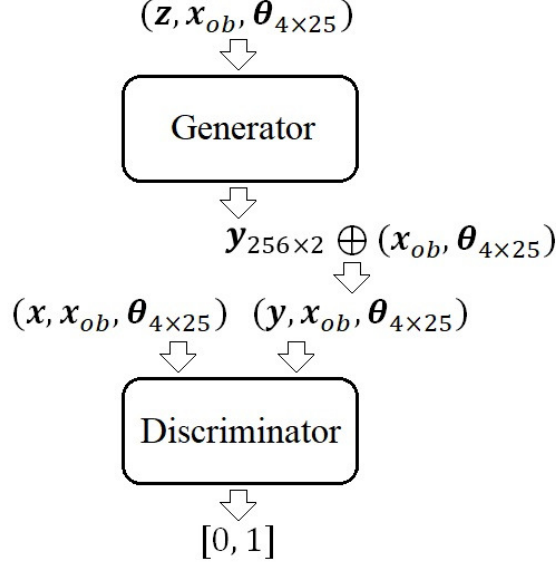 (z, x_ob, θ_4×25)
Generator
y_256×2 ⊕ (x_ob, θ_4×25)
(x, x_ob, θ_4×25) (y, x_ob, θ_4×25)
Discriminator
[0, 1]